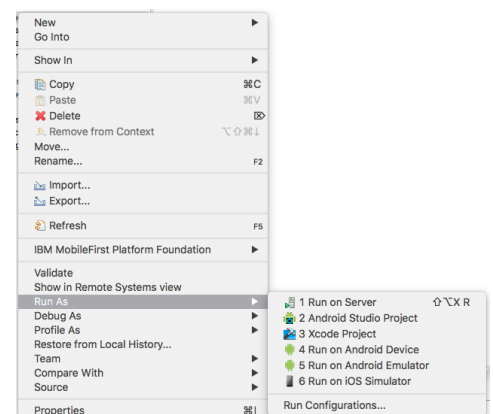 New
Go Into
Show In
Copy ⌘C
Paste ⌘V
Delete ⌦
Remove from Context ⌥⇧⌘↓
Move...
Rename... F2
Import...
Export...
Refresh F5
IBM MobileFirst Platform Foundation
Validate
Show in Remote Systems view
Run As
Debug As
Profile As
Restore from Local History...
Team
Compare With
Source
Properties ⌘I
1 Run on Server ⇧⌥X R
2 Android Studio Project
3 Xcode Project
4 Run on Android Device
5 Run on Android Emulator
6 Run on iOS Simulator
Run Configurations...